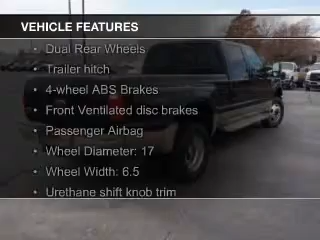 VEHICLE FEATURES
• Dual Rear Wheels
• Trailer hitch
• 4-wheel ABS Brakes
• Front Ventilated disc brakes
• Passenger Airbag
• Wheel Diameter: 17
• Wheel Width: 6.5
• Urethane shift knob trim